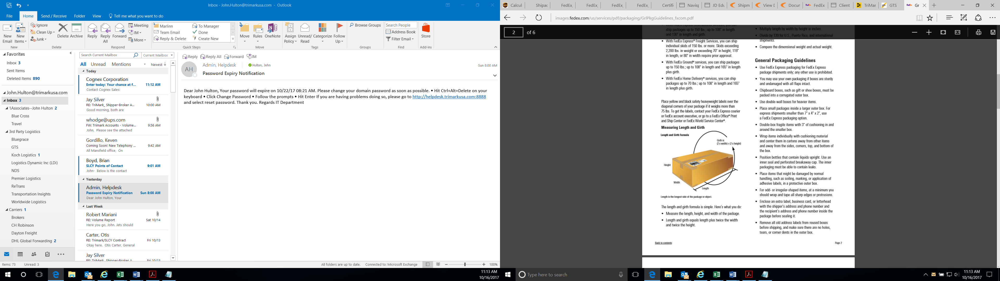 Inbox - John.Hulton@trimarkusa.com - Outlook
File Home Send / Receive Folder View Tell me what you want to do
New Email
New Items
Ignore
Clean Up
Junk
Delete Archive
Reply Reply All Forward
Meeting
IM
More
Marlinn
Team Email
Reply & Delete
To Manager
Done
Create New
Move Rules OneNote
Assign Policy
Unread/ Read
Categorize
Follow Up
Browse Groups
Search People
Address Book
Filter Email
Store
New Delete Respond Quick Steps Move Tags Groups Find Add-ins
Favorites
Inbox 3
Sent Items
Deleted Items 890
John.Hulton@trimarkusa.com
Inbox 3
1Associates--John Hulton 2
Blue Cross
Travel
3rd Party Logistics
Bluegrace
GTS
Koch Logistics 1
Logistics Dynamic Inc (LDi)
NDS
Premier Logistics
ReTrans
Transportation Insights
Worldwide Logistics
Carriers 1
Brokers
CH Robinson
Dayton Freight
DHL Global Forwarding 2
Items: 73 Unread: 3
Search Current Mailbox Current Mailbox
All Unread Mentions Newest
Today
Cognex Corporation
Enter today: Your chance at f... 11:12 AM
Contact Cognex Sales:
Jay Silver
RE: TriMark_ Shipper-Broker A... 10:00 AM
Good morning, both are
whodge@ups.com
FW: Trimark Accounts - Volume... 9:56 AM
John, Please see the attached
Gordillo, Keven
Coming Soon! New Telephony ... 9:42 AM
All Mansfield office, On
Boyd, Brian
SLCY Points of Contact 9:01 AM
John- Below is the contact
Yesterday
Admin, Helpdesk
Password Expiry Notification Sun 8:00 AM
Dear John Hulton, Your
Last Week
Robert Mariani
RE: Volume Report Sat 10/14
Here you go, John. Jets should
Carter, Otis
RE: Trimark/SLCY Contract Fri 10/13
Okay here. Otis Carter, General
Jay Silver
RE: TriMark_ Shipper-Broker A... Fri 10/13
Reply Reply All Forward IM
AH
Admin, Helpdesk Hulton, John Sun 8:00 AM
Password Expiry Notification
Dear John Hulton, Your password will expire on 10/22/17 08:21 AM. Please change your domain password as soon as possible. • Hit Ctrl+Alt+Delete on your
keyboard • Click Change Password • Follow the prompts • Hit Enter If you are having problems doing so, please go to http://helpdesk.trimarkusa.com:8888
and select reset password. Thank you. Regards IT Department
All folders are up to date. Connected to: Microsoft Exchange 100%
11:13 AM
10/16/2017
Calcul Shipac FedEx FedEx FedEx FedEx Certifi Navisp JD Edv Shipm View D Docur FedEx Client TriMar GTS Gr
images.fedex.com/us/services/pdf/packaging/GrlPkgGuidelines_fxcom.pdf
2 of 6
ship packages up to 150 lbs.; up to 108" in length
and 130" in length and girth.
• With FedEx Express® Freight Services, you can ship
individual skids of 150 lbs. or more. Skids exceeding
2,200 lbs. in weight or exceeding 70" in height, 119"
in length, or 80" in width require prior approval.
• With FedEx Ground® services, you can ship packages
up to 150 lbs.; up to 108" in length and 165" in length
plus girth.
• With FedEx Home Delivery® services, you can ship
packages up to 70 lbs.; up to 108" in length and 165"
in length plus girth.
Place yellow and black safety heavyweight labels over the
diagonal corners of your package if it weighs more than
75 lbs. To get the labels, contact your FedEx Express courier
or FedEx account executive, or go to a FedEx Office® Print
and Ship Center or FedEx World Service Center®.
Measuring Length and Girth
Length and Girth Formula
Girth is
(2 x width) + (2 x height)
Height
Width
Length
Length is the longest side of the package or object.
The length and girth formula is simple. Here's what you do:
• Measure the length, height, and width of the package.
• Length and girth equals length plus twice the width
and twice the height.
Back to contents
• Multiply length by width by height in inches.
• Divide by 139 for U.S., Puerto Rico, and international
shipments.
• Compare the dimensional weight and actual weight.
General Packaging Guidelines
• Use FedEx Express packaging for FedEx Express
package shipments only; any other use is prohibited.
• You may use your own packaging if boxes are sturdy
and undamaged with all flaps intact.
• Chipboard boxes, such as gift or shoe boxes, must be
packed into a corrugated outer box.
• Use double-wall boxes for heavier items.
• Place small packages inside a larger outer box. For
express shipments smaller than 7" x 4" x 2", use
a FedEx Express packaging option.
• Double-box fragile items with 3" of cushioning in and
around the smaller box.
• Wrap items individually with cushioning material
and center them in cartons away from other items
and away from the sides, corners, top, and bottom of
the box.
• Position bottles that contain liquids upright. Use an
inner seal and perforated breakaway cap. The inner
packaging must be able to contain leaks.
• Place items that might be damaged by normal
handling, such as soiling, marking, or application of
adhesive labels, in a protective outer box.
• For odd- or irregular-shaped items, at a minimum you
should wrap and tape all sharp edges or protrusions.
• Enclose an extra label, business card, or letterhead
with the shipper's address and phone number and
the recipient's address and phone number inside the
package before sealing it.
• Remove all old address labels from reused boxes
before shipping, and make sure there are no holes,
tears, or corner dents in the outer box.
Page 2
Type here to search
11:13 AM
10/16/2017